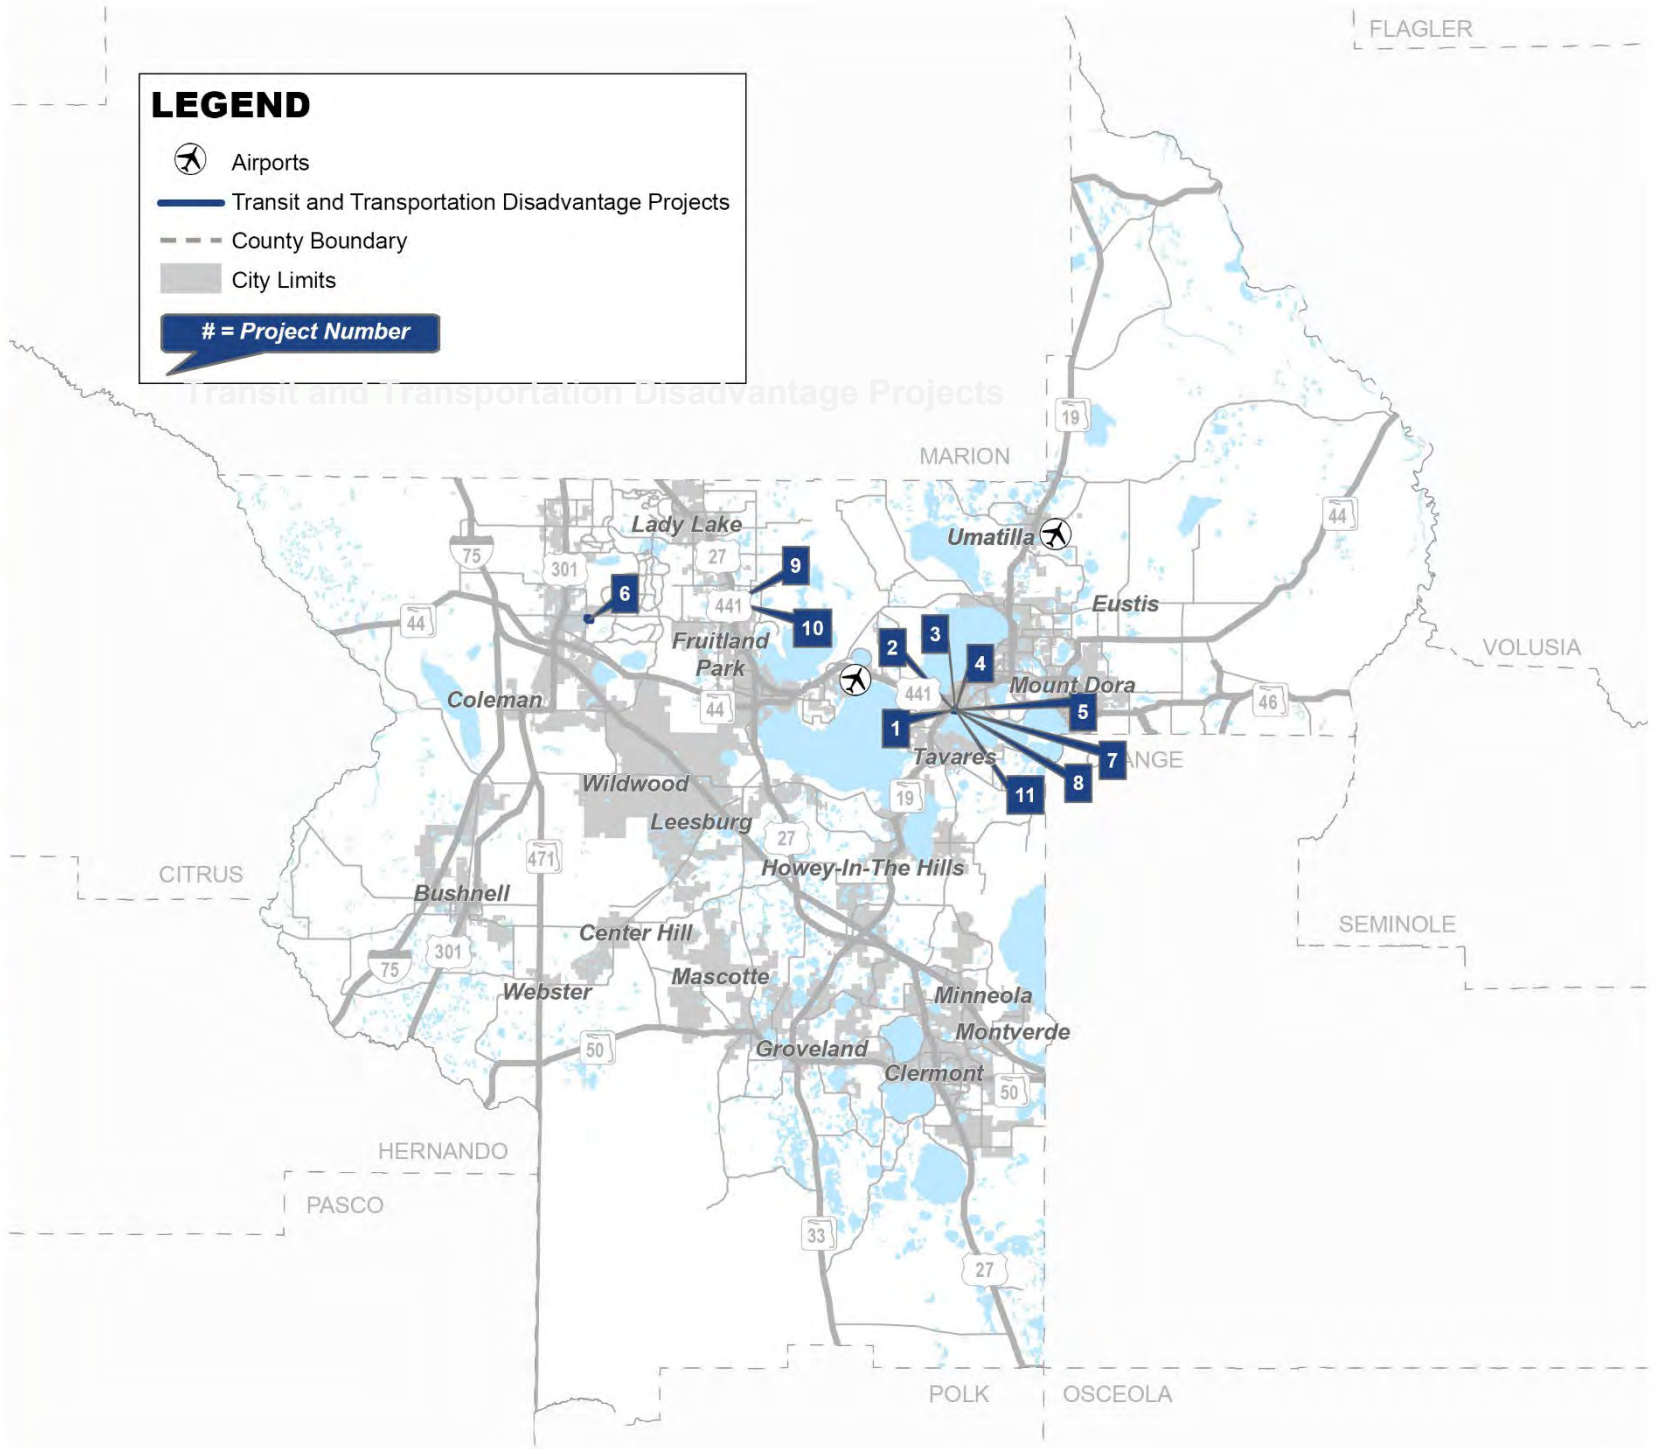 FLAGLER
LEGEND
Airports
Transit and Transportation Disadvantage Projects
County Boundary
City Limits
# = Project Number
Transit and Transportation Disadvantage Projects
19
MARION
44
Lady Lake
Umatilla
75
27
301
9
6
441
Eustis
44
10
3
Fruitland
Park
2
VOLUSIA
4
441
Mount Dora
Coleman
44
46
5
1
Tavares
7
ANGE
Wildwood
8
19
11
Leesburg
27
471
Howey-In-The Hills
CITRUS
Bushnell
SEMINOLE
Center Hill
301
75
Mascotte
Webster
Minneola
Montverde
50
Groveland
Clermont
50
HERNANDO
PASCO
33
27
POLK
OSCEOLA